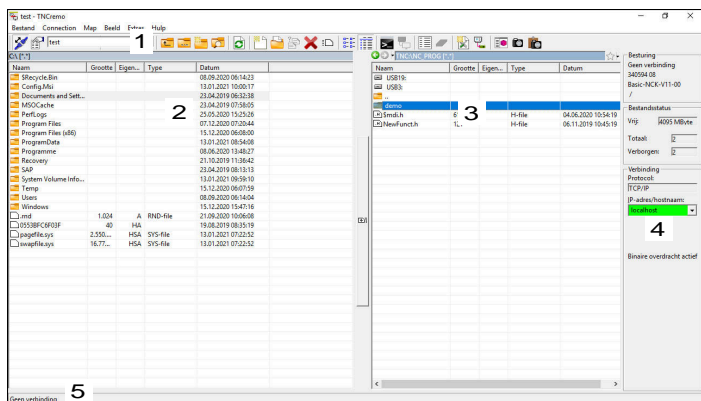 test - TNCremo
Bestand Connection Map Beeld Extras Hulp
test 1
C:\ [*.*]
Naam Grootte Eigen... Type Datum
$Recycle.Bin 08.09.2020 06:14:23
Config.Msi 13.01.2021 10:00:17
Documents and Sett... 23.04.2019 06:32:38
MSOCache 23.04.2019 07:58:05
PerfLogs 25.05.2020 15:25:26
Program Files 07.12.2020 07:20:44
Program Files (x86) 15.12.2020 06:08:00
ProgramData 13.01.2021 08:54:08
Programme 08.06.2020 13:48:27
Recovery 21.10.2019 11:36:42
SAP 23.04.2019 08:13:13
System Volume Info... 13.01.2021 09:59:10
Temp 15.12.2020 06:07:59
Users 08.09.2020 06:14:04
Windows 15.12.2020 15:47:16
.rnd 1.024 A RND-file 21.09.2020 10:06:08
0553BFC6F03F 40 HA 19.08.2019 08:35:19
pagefile.sys 2.550.... HSA SYS-file 13.01.2021 07:22:52
swapfile.sys 16.77... HSA SYS-file 13.01.2021 07:22:52
2
TNC:\NC_PROG [*.*]
Naam Grootte Eigen... Type Datum
USB19:
USB3:
..
demo
$mdi.h H-file 04.06.2020 10:54:19
NewFunct.h H-file 06.11.2019 10:45:19
3
Besturing
Geen verbinding
340594 08
Basic-NCK-V11-00
/
Bestandsstatus
Vrij: 4095 MByte
Totaal: 2
Verborgen: 2
Verbinding
Protocol:
TCP/IP
IP-adres/hostnaam:
localhost
4
Binaire overdracht actief
5
Geen verbinding